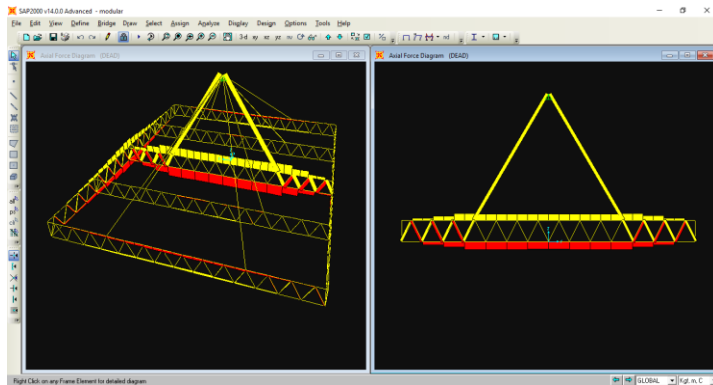 SAP2000 v14.0.0 Advanced - modular
File Edit View Define Bridge Draw Select Assign Analyze Display Design Options Tools Help
3-d xy xz yz nd
Axial Force Diagram (DEAD)
Axial Force Diagram (DEAD)
Right Click on any Frame Element for detailed diagram
GLOBAL Kgf, m, C